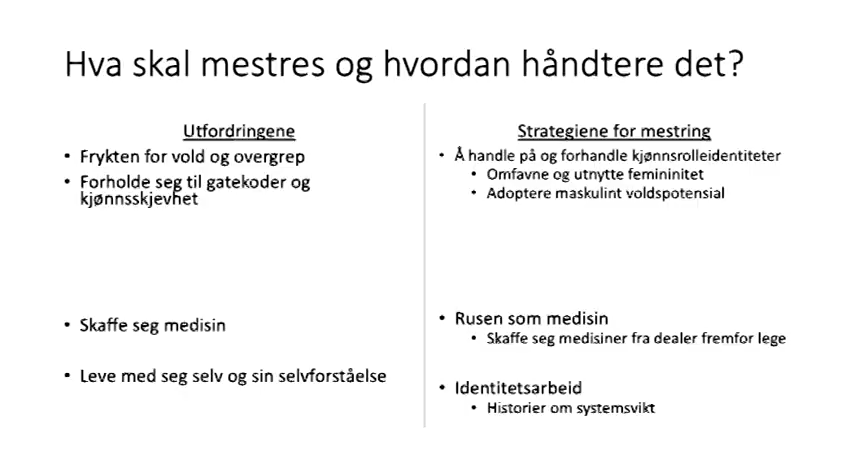 Hva skal mestres og hvordan håndtere det?
Utfordringene
• Frykten for vold og overgrep
• Forholde seg til gatekoder og
kjønnsskjevhet
• Skaffe seg medisin
• Leve med seg selv og sin selvforståelse
Strategiene for mestring
• Å handle på og forhandle kjønnsrolleidentiteter
• Omfavne og utnytte femininitet
• Adoptere maskulint voldspotensial
• Rusen som medisin
• Skaffe seg medisiner fra dealer fremfor lege
• Identitetsarbeid
• Historier om systemsvikt